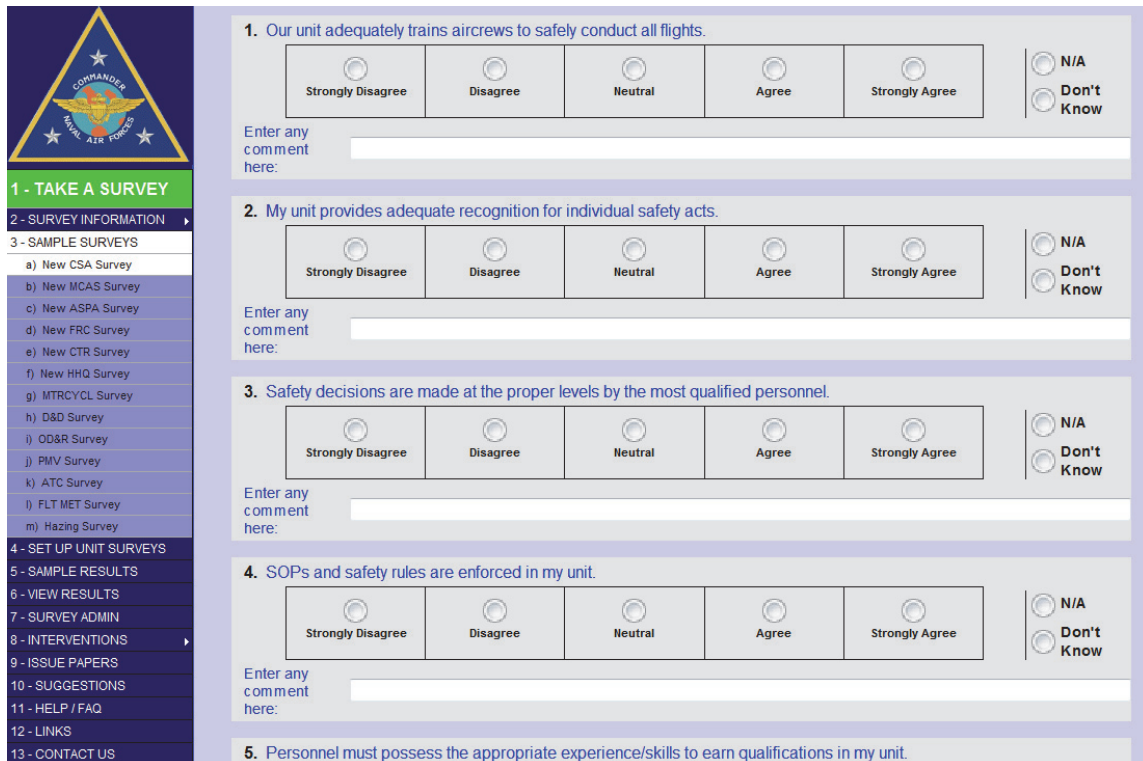 COMMANDER
NAVAL AIR FORCES
1 - TAKE A SURVEY
2 - SURVEY INFORMATION
3 - SAMPLE SURVEYS
a) New CSA Survey
b) New MCAS Survey
c) New ASPA Survey
d) New FRC Survey
e) New CTR Survey
f) New HHQ Survey
g) MTRCYCL Survey
h) D&D Survey
i) OD&R Survey
j) PMV Survey
k) ATC Survey
l) FLT MET Survey
m) Hazing Survey
4 - SET UP UNIT SURVEYS
5 - SAMPLE RESULTS
6 - VIEW RESULTS
7 - SURVEY ADMIN
8 - INTERVENTIONS
9 - ISSUE PAPERS
10 - SUGGESTIONS
11 - HELP / FAQ
12 - LINKS
13 - CONTACT US
1. Our unit adequately trains aircrews to safely conduct all flights.
Strongly Disagree Disagree Neutral Agree Strongly Agree
N/A
Don't
Know
Enter any
comment
here:
2. My unit provides adequate recognition for individual safety acts.
Strongly Disagree Disagree Neutral Agree Strongly Agree
N/A
Don't
Know
Enter any
comment
here:
3. Safety decisions are made at the proper levels by the most qualified personnel.
Strongly Disagree Disagree Neutral Agree Strongly Agree
N/A
Don't
Know
Enter any
comment
here:
4. SOPs and safety rules are enforced in my unit.
Strongly Disagree Disagree Neutral Agree Strongly Agree
N/A
Don't
Know
Enter any
comment
here:
5. Personnel must possess the appropriate experience/skills to earn qualifications in my unit.